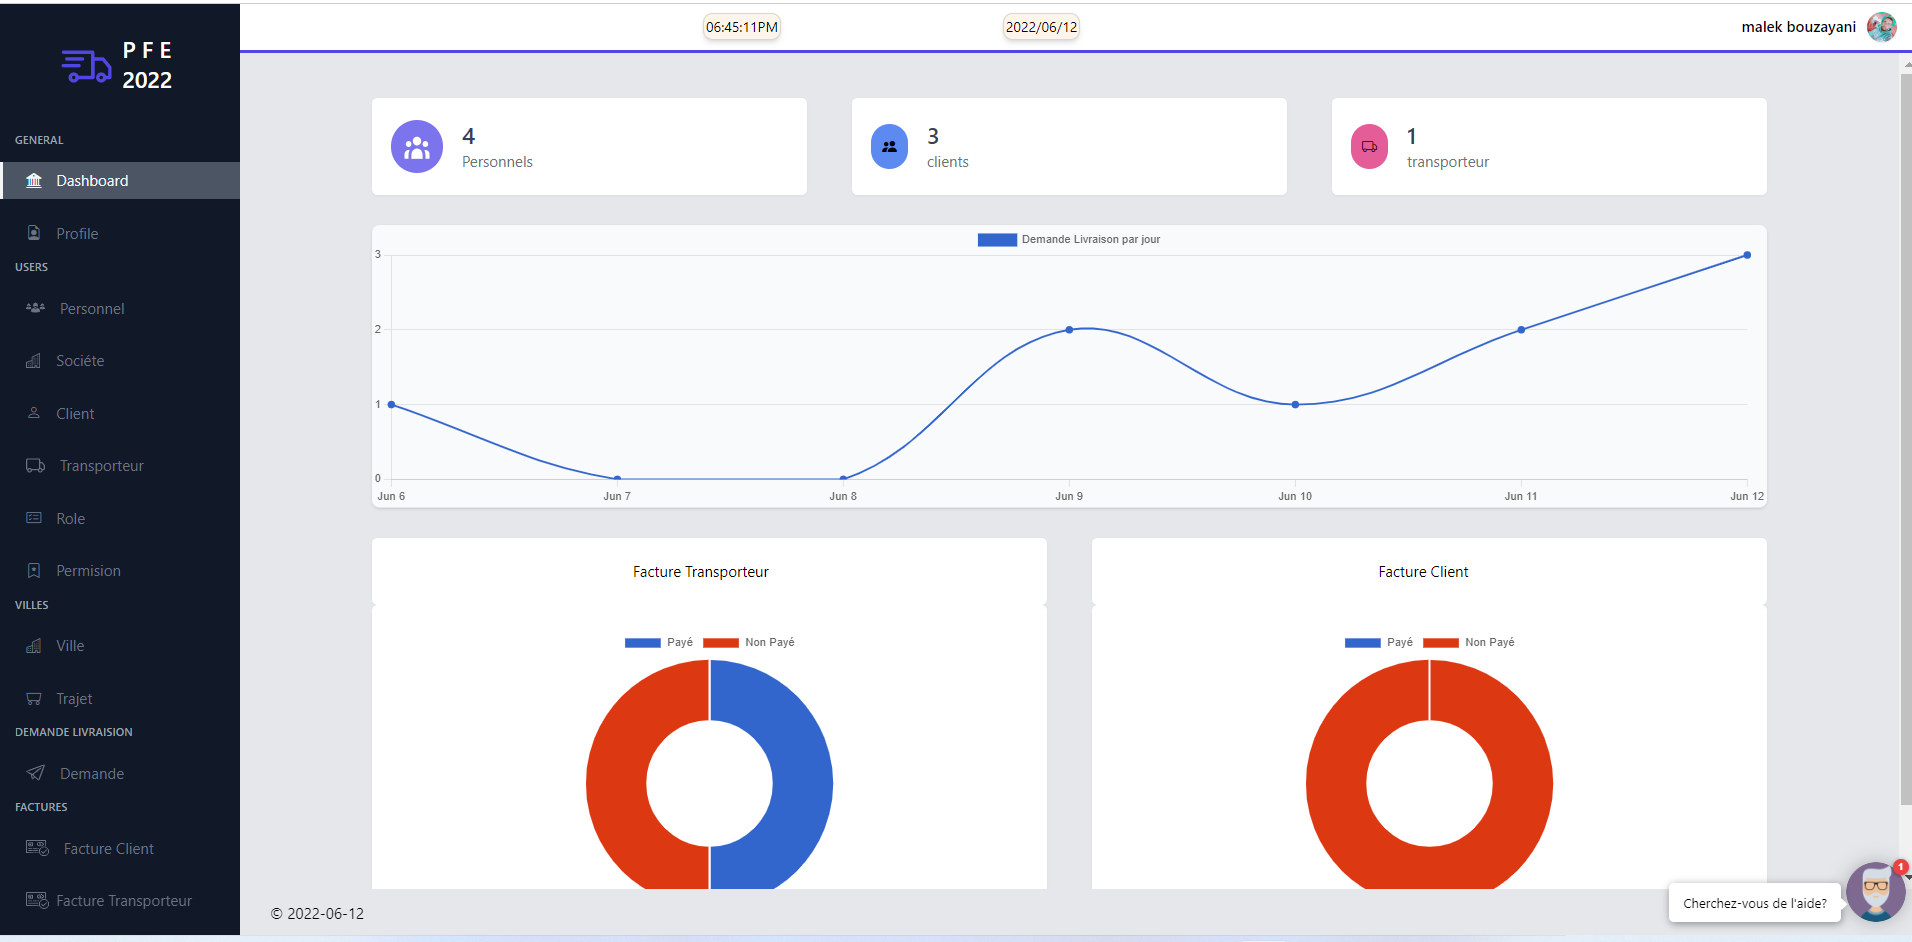 P F E
2022
GENERAL
Dashboard
Profile
USERS
Personnel
Sociéte
Client
Transporteur
Role
Permision
VILLES
Ville
Trajet
DEMANDE LIVRAISON
Demande
FACTURES
Facture Client
Facture Transporteur
06:45:11PM
2022/06/12
malek bouzayani
4
Personnels
3
clients
1
transporteur
Demande Livraison par jour
3
2
1
0
Jun 6 Jun 7 Jun 8 Jun 9 Jun 10 Jun 11 Jun 12
Facture Transporteur
Payé Non Payé
Facture Client
Payé Non Payé
© 2022-06-12
Cherchez-vous de l'aide?
1